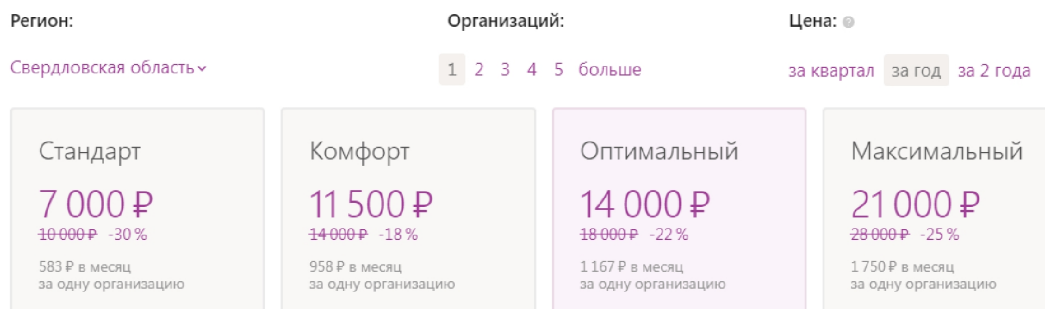 Регион:
Организаций:
Цена:
Свердловская область
1 2 3 4 5 больше
за квартал за год за 2 года
Стандарт
7 000 ₽
10 000 ₽ -30 %
583 ₽ в месяц
за одну организацию
Комфорт
11 500 ₽
14 000 ₽ -18 %
958 ₽ в месяц
за одну организацию
Оптимальный
14 000 ₽
18 000 ₽ -22 %
1 167 ₽ в месяц
за одну организацию
Максимальный
21 000 ₽
28 000 ₽ -25 %
1 750 ₽ в месяц
за одну организацию